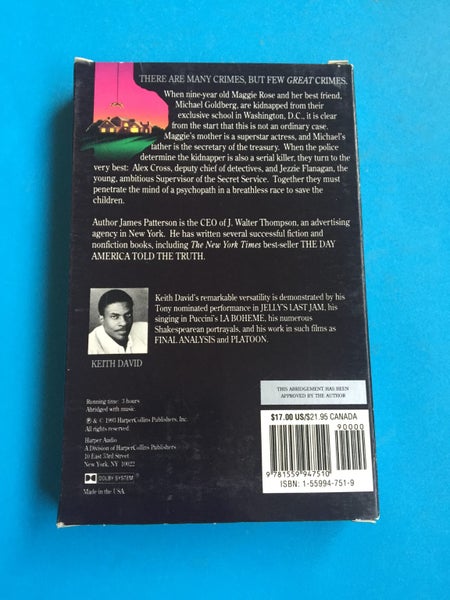 THERE ARE MANY CRIMES, BUT FEW GREAT CRIMES.
When nine-year old Maggie Rose and her best friend,
Michael Goldberg, are kidnapped from their
exclusive school in Washington, D.C., it is clear
from the start that this is not an ordinary case.
Maggie's mother is a superstar actress, and Michael's
father is the secretary of the treasury. When the police
determine the kidnapper is also a serial killer, they turn to the
very best: Alex Cross, deputy chief of detectives, and Jezzie Flanagan, the
young, ambitious Supervisor of the Secret Service. Together they must
penetrate the mind of a psychopath in a breathless race to save the
children.
Author James Patterson is the CEO of J. Walter Thompson, an advertising
agency in New York. He has written several successful fiction and
nonfiction books, including The New York Times best-seller THE DAY
AMERICA TOLD THE TRUTH.
Keith David's remarkable versatility is demonstrated by his
Tony nominated performance in JELLY'S LAST JAM, his
singing in Puccini's LA BOHEME, his numerous
Shakespearean portrayals, and his work in such films as
FINAL ANALYSIS and PLATOON.
KEITH DAVID
Running time: 3 hours
Abridged with music.
℗ & © 1993 HarperCollins Publishers, Inc.
All rights reserved.
Harper Audio
A Division of HarperCollins Publishers
10 East 53rd Street
New York, NY 10022
DOLBY SYSTEM
Made in the USA
THIS ABRIDGEMENT HAS BEEN
APPROVED BY THE AUTHOR
$17.00 US/$21.95 CANADA
90000
9 781559 947510
ISBN: 1-55994-751-9